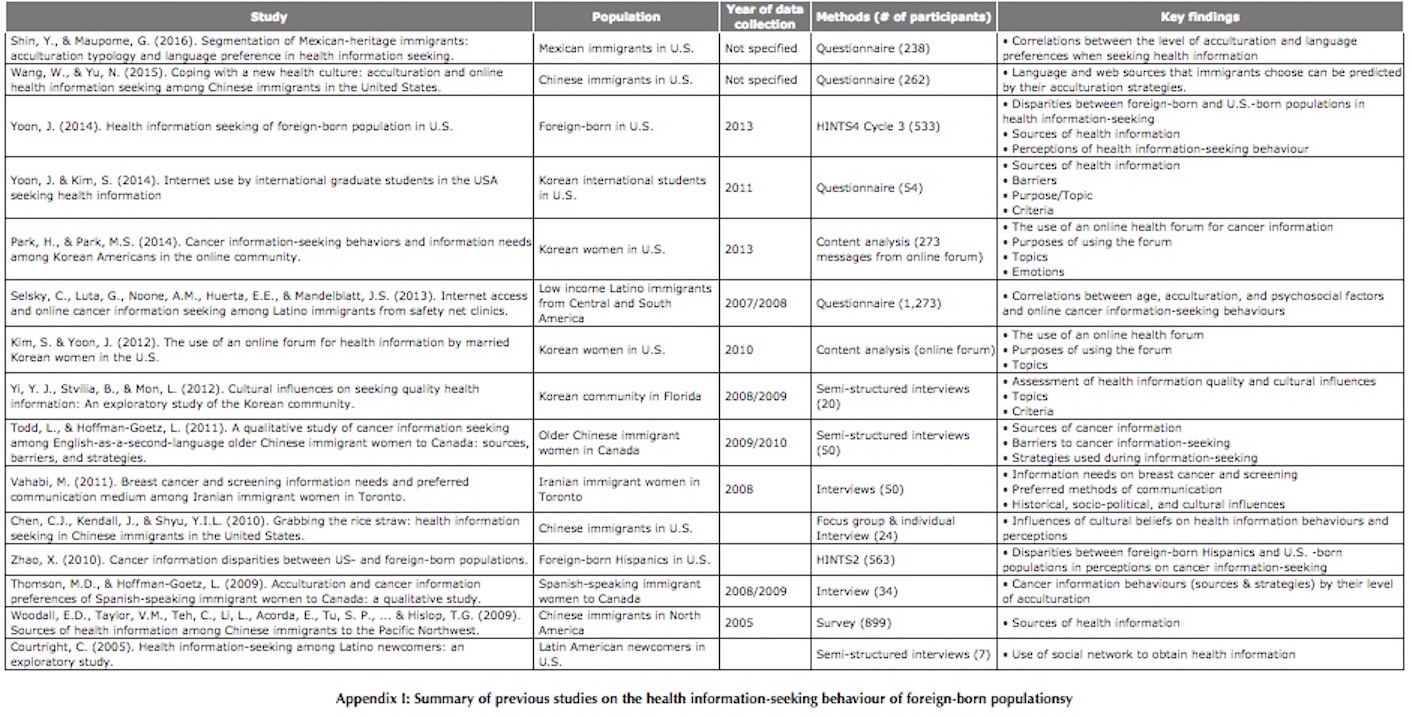 Study Population Year of data collection Methods (# of participants) Key findings
Shin, Y., & Maupome, G. (2016). Segmentation of Mexican-heritage immigrants:
acculturation typology and language preference in health information seeking.
Mexican immigrants in U.S.
Not specified
Questionnaire (238)
• Correlations between the level of acculturation and language
preferences when seeking health information
Wang, W., & Yu, N. (2015). Coping with a new health culture: acculturation and online
health information seeking among Chinese immigrants in the United States.
Chinese immigrants in U.S.
Not specified
Questionnaire (262)
• Language and web sources that immigrants choose can be predicted
by their acculturation strategies.
Yoon, J. (2014). Health information seeking of foreign-born population in U.S.
Foreign-born in U.S.
2013
HINTS4 Cycle 3 (533)
• Disparities between foreign-born and U.S.-born populations in
health information-seeking
• Sources of health information
• Perceptions of health information-seeking behaviour
Yoon, J. & Kim, S. (2014). Internet use by international graduate students in the USA
seeking health information
Korean international students
in U.S.
2011
Questionnaire (54)
• Sources of health information
• Barriers
• Purpose/Topic
• Criteria
Park, H., & Park, M.S. (2014). Cancer information-seeking behaviors and information needs
among Korean Americans in the online community.
Korean women in U.S.
2013
Content analysis (273
messages from online forum)
• The use of an online health forum for cancer information
• Purposes of using the forum
• Topics
• Emotions
Selsky, C., Luta, G., Noone, A.M., Huerta, E.E., & Mandelblatt, J.S. (2013). Internet access
and online cancer information seeking among Latino immigrants from safety net clinics.
Low income Latino immigrants
from Central and South
America
2007/2008
Questionnaire (1,273)
• Correlations between age, acculturation, and psychosocial factors
and online cancer information-seeking behaviours
Kim, S. & Yoon, J. (2012). The use of an online forum for health information by married
Korean women in the U.S.
Korean women in U.S.
2010
Content analysis (online forum)
• The use of an online health forum
• Purposes of using the forum
• Topics
Yi, Y. J., Stvilia, B., & Mon, L. (2012). Cultural influences on seeking quality health
information: An exploratory study of the Korean community.
Korean community in Florida
2008/2009
Semi-structured interviews
(20)
• Assessment of health information quality and cultural influences
• Topics
• Criteria
Todd, L., & Hoffman-Goetz, L. (2011). A qualitative study of cancer information seeking
among English-as-a-second-language older Chinese immigrant women to Canada: sources,
barriers, and strategies.
Older Chinese immigrant
women in Canada
2009/2010
Semi-structured interviews
(50)
• Sources of cancer information
• Barriers to cancer information-seeking
• Strategies used during information-seeking
Vahabi, M. (2011). Breast cancer and screening information needs and preferred
communication medium among Iranian immigrant women in Toronto.
Iranian immigrant women in
Toronto
2008
Interviews (50)
• Information needs on breast cancer and screening
• Preferred methods of communication
• Historical, socio-political, and cultural influences
Chen, C.J., Kendall, J., & Shyu, Y.I.L. (2010). Grabbing the rice straw: health information
seeking in Chinese immigrants in the United States.
Chinese immigrants in U.S.
Focus group & individual
Interview (24)
• Influences of cultural beliefs on health information behaviours and
perceptions
Zhao, X. (2010). Cancer information disparities between US- and foreign-born populations.
Foreign-born Hispanics in U.S.
HINTS2 (563)
• Disparities between foreign-born Hispanics and U.S. -born
populations in perceptions on cancer information-seeking
Thomson, M.D., & Hoffman-Goetz, L. (2009). Acculturation and cancer information
preferences of Spanish-speaking immigrant women to Canada: a qualitative study.
Spanish-speaking immigrant
women to Canada
2008/2009
Interview (34)
• Cancer information behaviours (sources & strategies) by their level
of acculturation
Woodall, E.D., Taylor, V.M., Teh, C., Li, L., Acorda, E., Tu, S. P., ... & Hislop, T.G. (2009).
Sources of health information among Chinese immigrants to the Pacific Northwest.
Chinese immigrants in North
America
2005
Survey (899)
• Sources of health information
Courtright, C. (2005). Health information-seeking among Latino newcomers: an
exploratory study.
Latin American newcomers in
U.S.
Semi-structured interviews (7)
• Use of social network to obtain health information
Appendix I: Summary of previous studies on the health information-seeking behaviour of foreign-born populationsy